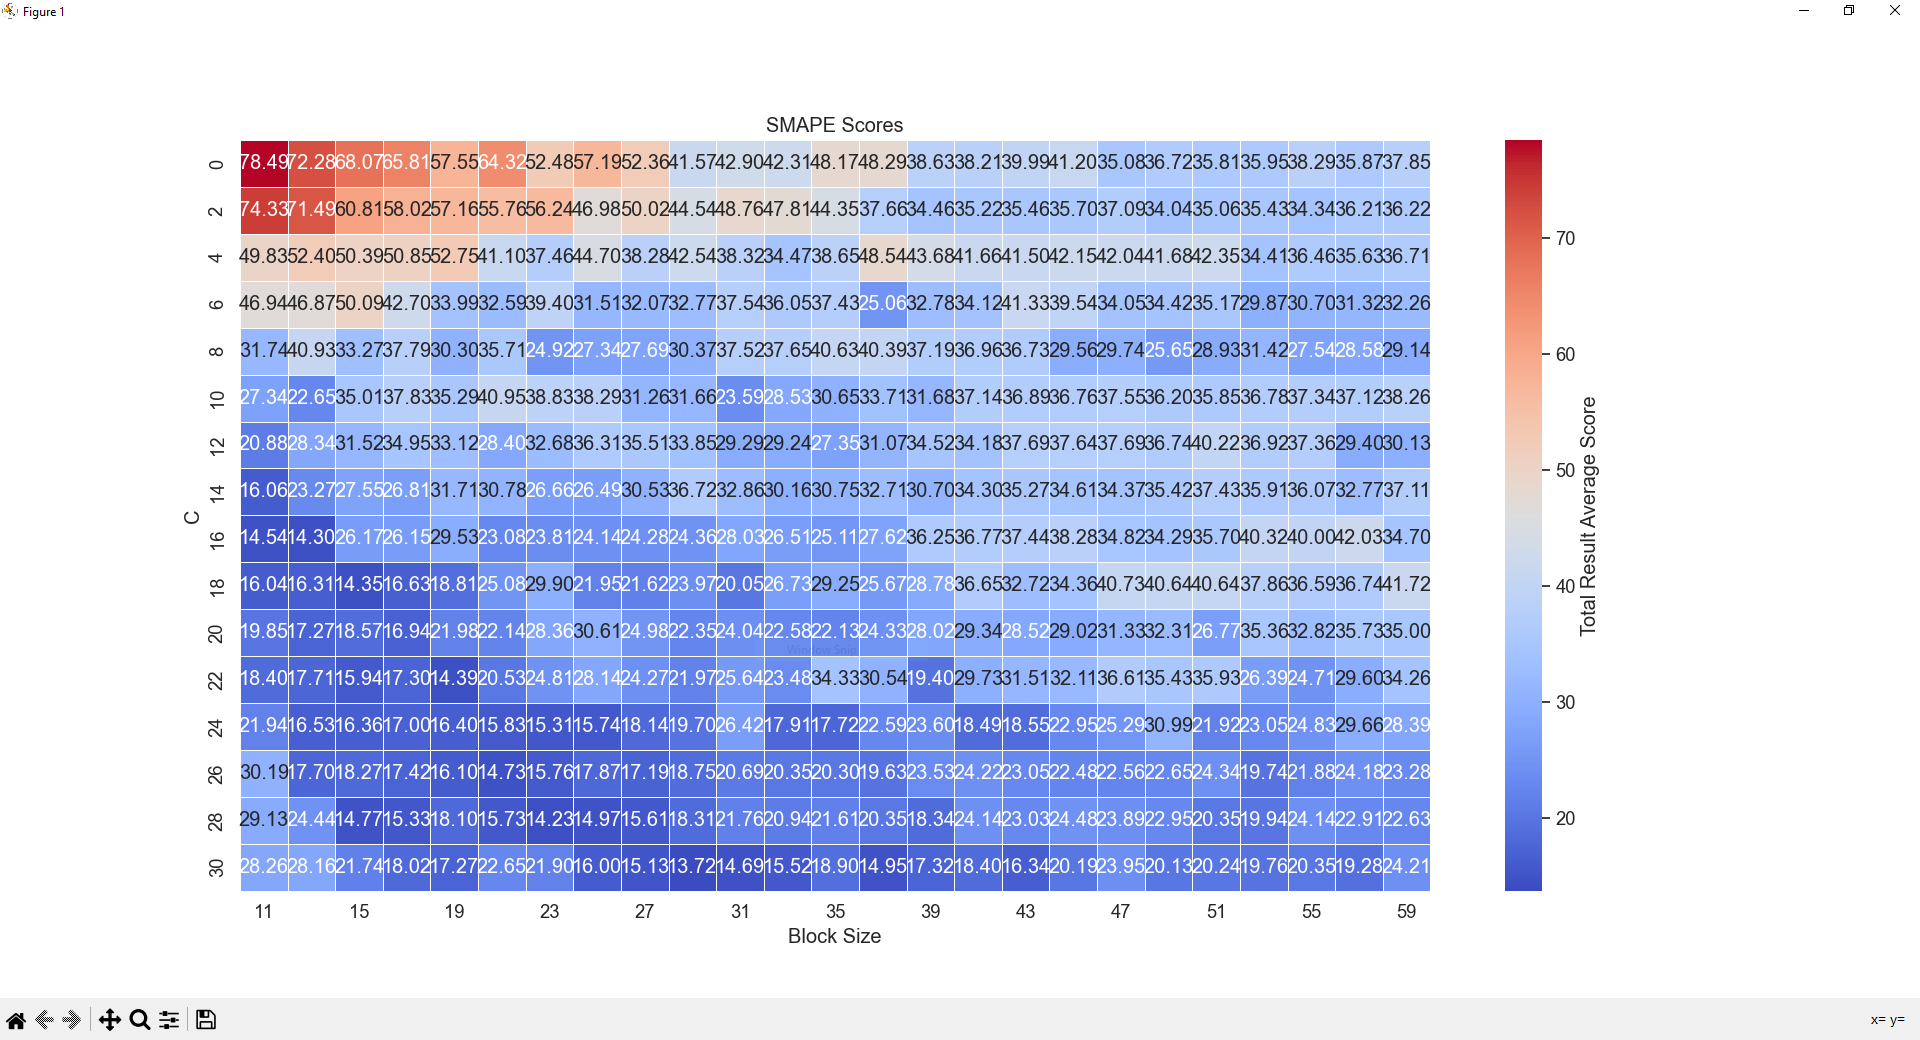 Figure 1
SMAPE Scores
0 78.49 72.28 68.07 65.81 57.55 64.32 52.48 57.19 52.36 41.57 42.90 42.31 48.17 48.29 38.63 38.21 39.99 41.20 35.08 36.72 35.81 35.95 38.29 35.87 37.85
2 74.33 71.49 60.81 58.02 57.16 55.76 56.24 46.98 50.02 44.54 48.76 47.81 44.35 37.66 34.46 35.22 35.46 35.70 37.09 34.04 35.06 35.43 34.34 36.21 36.22
4 49.83 52.40 50.39 50.85 52.75 41.10 37.46 44.70 38.28 42.54 38.32 34.47 38.65 48.54 43.68 41.66 41.50 42.15 42.04 41.68 42.35 34.41 36.46 35.63 36.71
6 46.94 46.87 50.09 42.70 33.99 32.59 39.40 31.51 32.07 32.77 37.54 36.05 37.43 25.06 32.78 34.12 41.33 39.54 34.05 34.42 35.17 29.87 30.70 31.32 32.26
8 31.74 40.93 33.27 37.79 30.30 35.71 24.92 27.34 27.69 30.37 37.52 37.65 40.63 40.39 37.19 36.96 36.73 29.56 29.74 25.65 28.93 31.42 27.54 28.58 29.14
10 27.34 22.65 35.01 37.83 35.29 40.95 38.83 38.29 31.26 31.66 23.59 28.53 30.65 33.71 31.68 37.14 36.89 36.76 37.55 36.20 35.85 36.78 37.34 37.12 38.26
12 20.88 28.34 31.52 34.95 33.12 28.40 32.68 36.31 35.51 33.85 29.29 29.24 27.35 31.07 34.52 34.18 37.69 37.64 37.69 36.74 40.22 36.92 37.36 29.40 30.13
14 16.06 23.27 27.55 26.81 31.71 30.78 26.66 26.49 30.53 36.72 32.86 30.16 30.75 32.71 30.70 34.30 35.27 34.61 34.37 35.42 37.43 35.91 36.07 32.77 37.11
16 14.54 14.30 26.17 26.15 29.53 23.08 23.81 24.14 24.28 24.36 28.03 26.51 25.11 27.62 36.25 36.77 37.44 38.28 34.82 34.29 35.70 40.32 40.00 42.03 34.70
18 16.04 16.31 14.35 16.63 18.81 25.08 29.90 21.95 21.62 23.97 20.05 26.73 29.25 25.67 28.78 36.65 32.72 34.36 40.73 40.64 40.64 37.86 36.59 36.74 41.72
20 19.85 17.27 18.57 16.94 21.98 22.14 28.36 30.61 24.98 22.35 24.04 22.58 22.13 24.33 28.02 29.34 28.52 29.02 31.33 32.31 26.77 35.36 32.82 35.73 35.00
Window Snip
22 18.40 17.71 15.94 17.30 14.39 20.53 24.81 28.14 24.27 21.97 25.64 23.48 34.33 30.54 19.40 29.73 31.51 32.11 36.61 35.43 35.93 26.39 24.71 29.60 34.26
24 21.94 16.53 16.36 17.00 16.40 15.83 15.31 15.74 18.14 19.70 26.42 17.91 17.72 22.59 23.60 18.49 18.55 22.95 25.29 30.99 21.92 23.05 24.83 29.66 28.39
26 30.19 17.70 18.27 17.42 16.10 14.73 15.76 17.87 17.19 18.75 20.69 20.35 20.30 19.63 23.53 24.22 23.05 22.48 22.56 22.65 24.34 19.74 21.88 24.18 23.28
28 29.13 24.44 14.77 15.33 18.10 15.73 14.23 14.97 15.61 18.31 21.76 20.94 21.61 20.35 18.34 24.14 23.03 24.48 23.89 22.95 20.35 19.94 24.14 22.91 22.63
30 28.26 28.16 21.74 18.02 17.27 22.65 21.90 16.00 15.13 13.72 14.69 15.52 18.90 14.95 17.32 18.40 16.34 20.19 23.95 20.13 20.24 19.76 20.35 19.28 24.21
C
11 15 19 23 27 31 35 39 43 47 51 55 59
Block Size
70
60
50
40
30
20
Total Result Average Score
x= y=